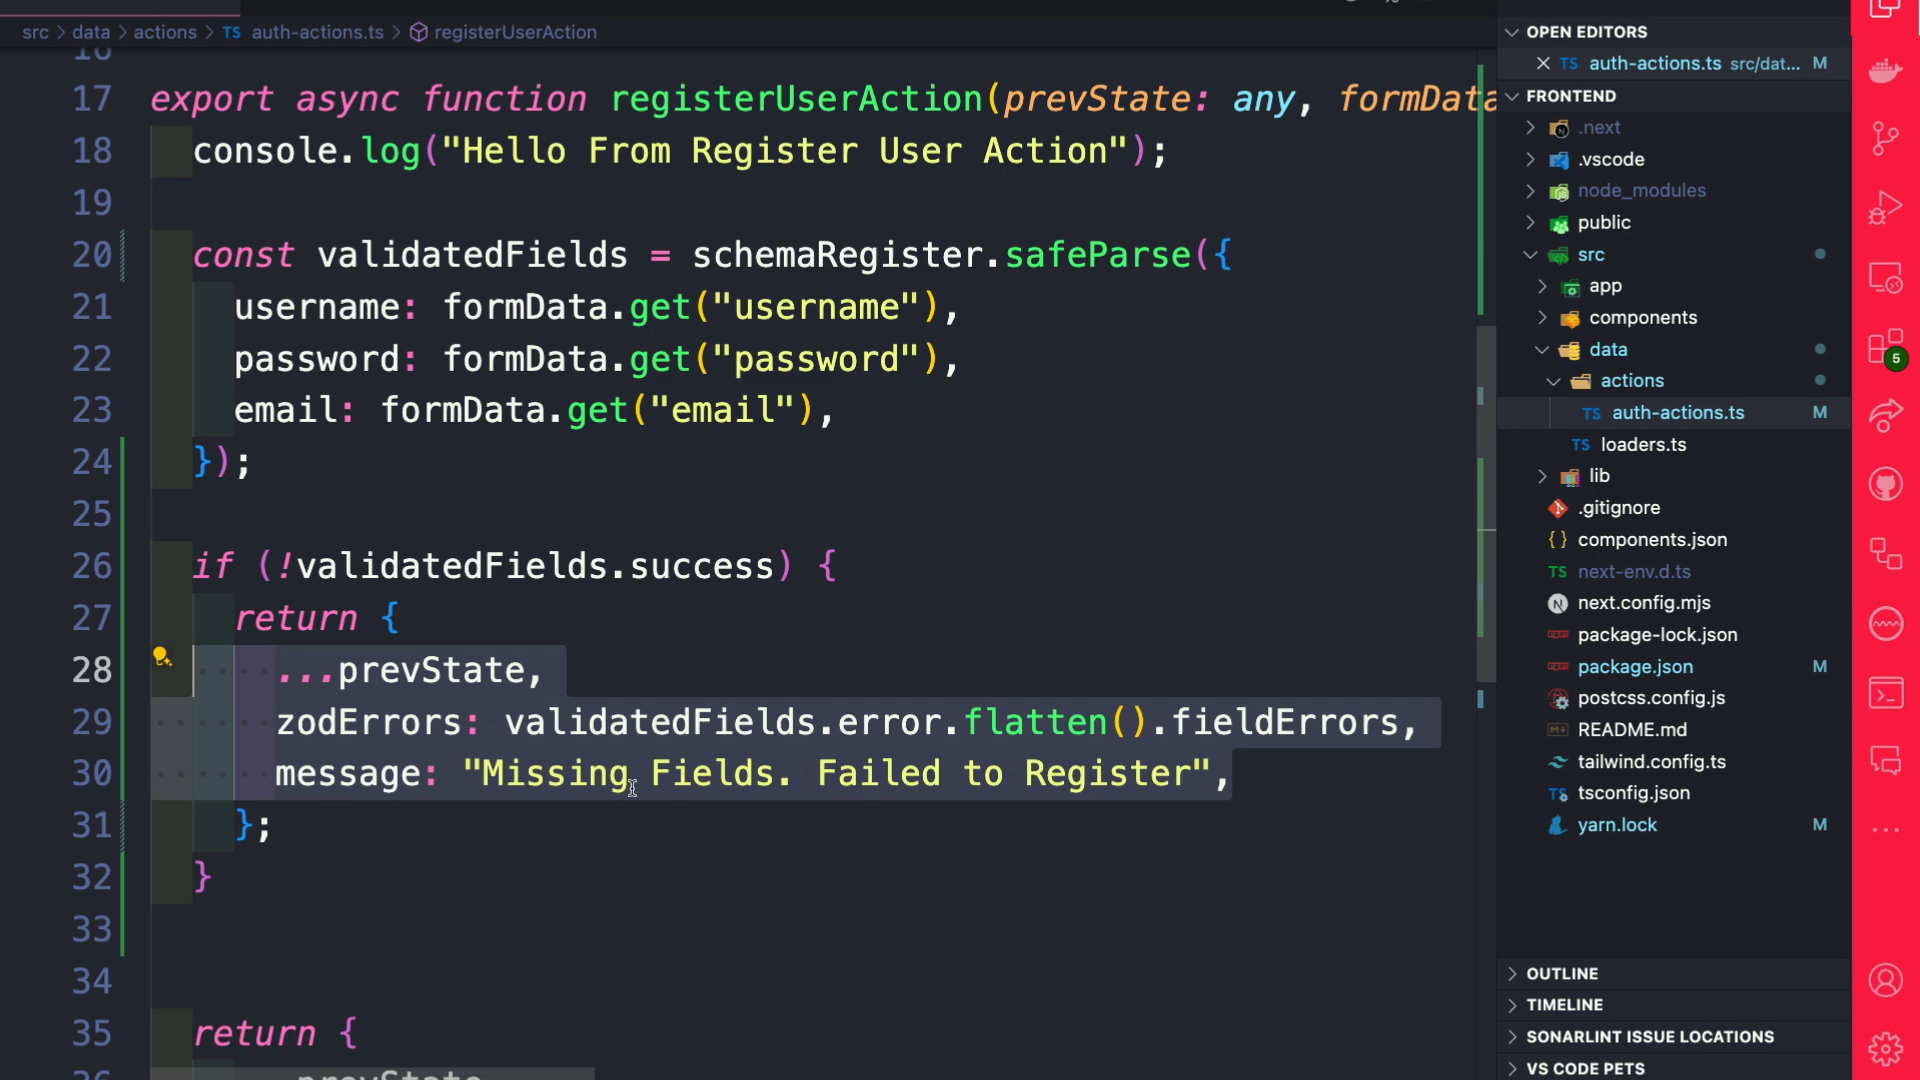 src > data > actions > TS auth-actions.ts > registerUserAction
16
17 export async function registerUserAction(prevState: any, formData
18 console.log("Hello From Register User Action");
19
20 const validatedFields = schemaRegister.safeParse({
21 username: formData.get("username"),
22 password: formData.get("password"),
23 email: formData.get("email"),
24 });
25
26 if (!validatedFields.success) {
27 return {
28 ...prevState,
29 zodErrors: validatedFields.error.flatten().fieldErrors,
30 message: "Missing Fields. Failed to Register",
31 };
32 }
33
34
35 return {
36 ...prevState,
OPEN EDITORS
TS auth-actions.ts src/dat... M
FRONTEND
.next
.vscode
node_modules
public
src
app
components
data
actions
TS auth-actions.ts M
TS loaders.ts
lib
.gitignore
{} components.json
TS next-env.d.ts
N next.config.mjs
package-lock.json
package.json M
postcss.config.js
README.md
tailwind.config.ts
TS tsconfig.json
yarn.lock M
OUTLINE
TIMELINE
SONARLINT ISSUE LOCATIONS
VS CODE PETS
5